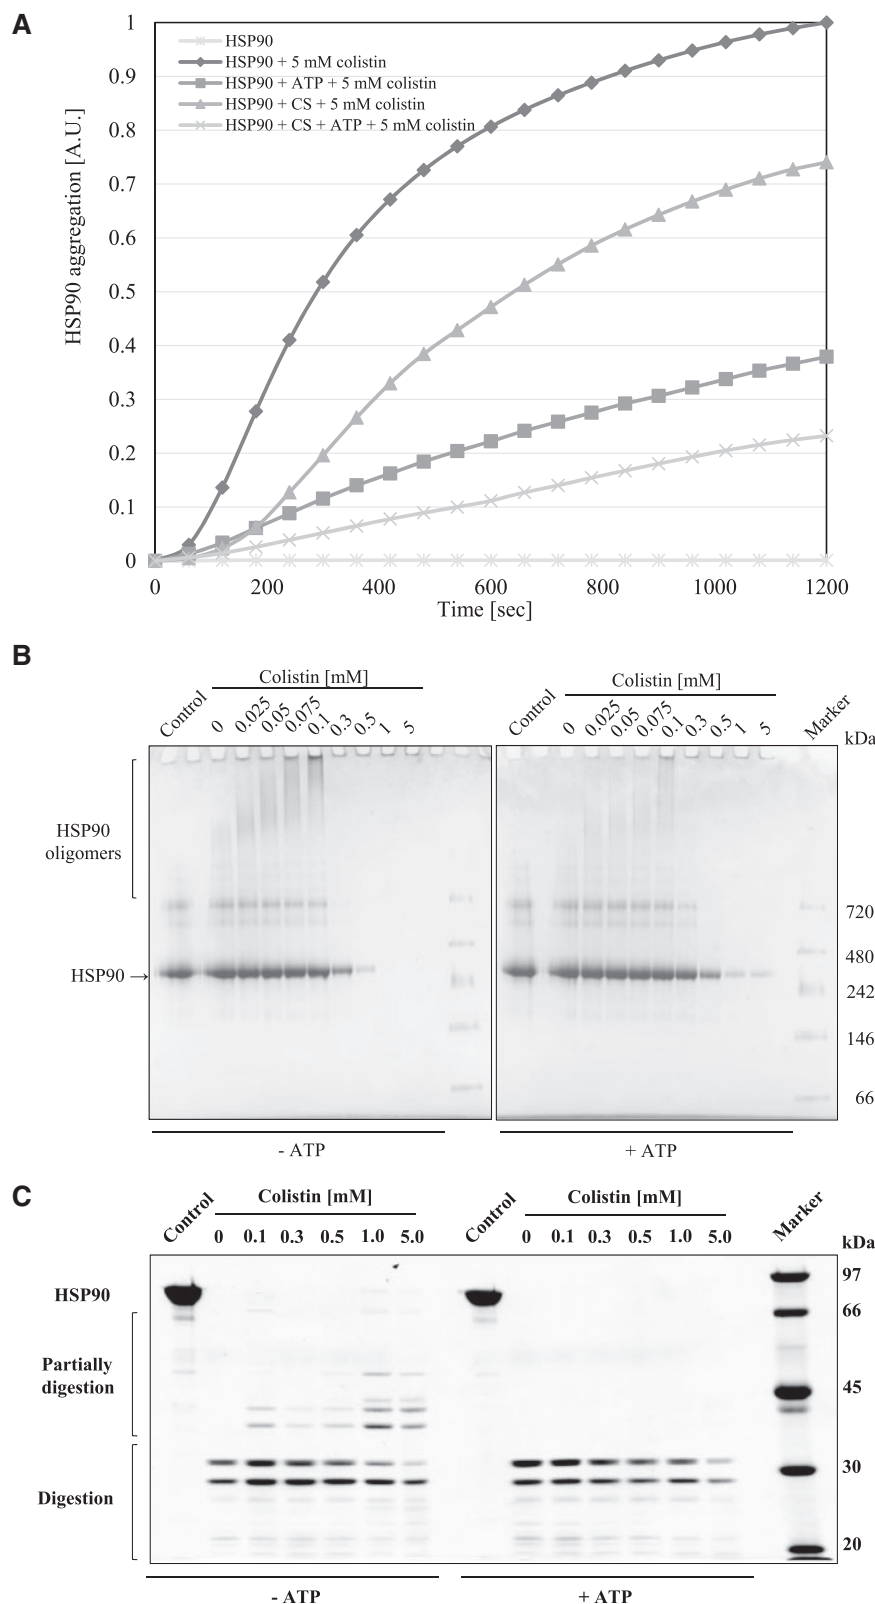 A
HSP90
HSP90 + 5 mM colistin
HSP90 + ATP + 5 mM colistin
HSP90 + CS + 5 mM colistin
HSP90 + CS + ATP + 5 mM colistin
HSP90 aggregation [A.U.]
1
0.9
0.8
0.7
0.6
0.5
0.4
0.3
0.2
0.1
0
0 200 400 600 800 1000 1200
Time [sec]
B
Colistin [mM] Colistin [mM]
Control 0 0.025 0.05 0.075 0.1 0.3 0.5 1 5 Control 0 0.025 0.05 0.075 0.1 0.3 0.5 1 5 Marker
kDa
HSP90
oligomers
720
480
HSP90 →
242
146
66
- ATP + ATP
C
Colistin [mM] Colistin [mM]
Control 0 0.1 0.3 0.5 1.0 5.0 Control 0 0.1 0.3 0.5 1.0 5.0 Marker
kDa
97
HSP90
66
Partially
digestion
45
30
Digestion
20
- ATP + ATP